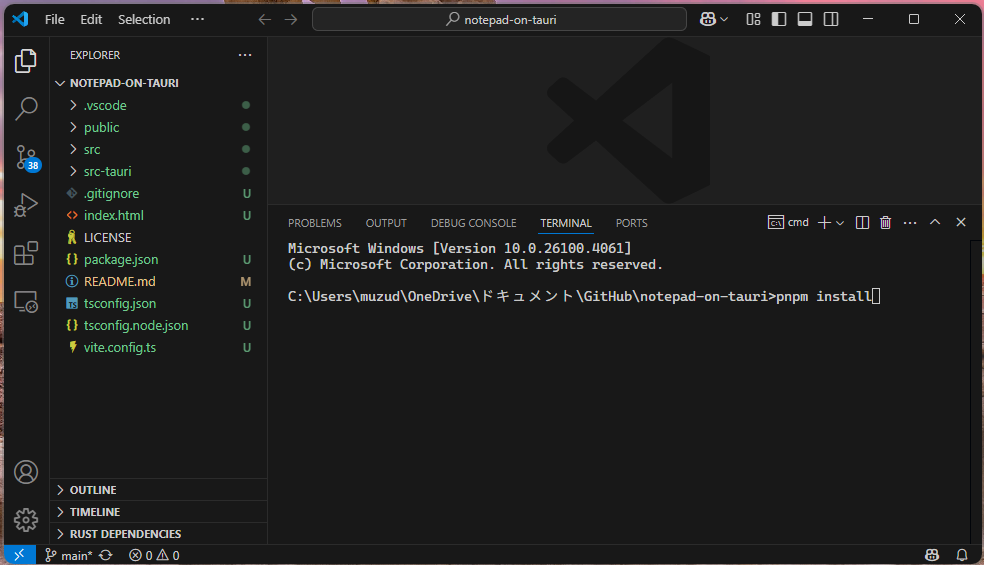 File Edit Selection ··· notepad-on-tauri
EXPLORER ···
NOTEPAD-ON-TAURI
.vscode
public
src
src-tauri
.gitignore U
index.html U
LICENSE
package.json U
README.md M
tsconfig.json U
tsconfig.node.json U
vite.config.ts U
38
OUTLINE
TIMELINE
RUST DEPENDENCIES
PROBLEMS OUTPUT DEBUG CONSOLE TERMINAL PORTS cmd
Microsoft Windows [Version 10.0.26100.4061]
(c) Microsoft Corporation. All rights reserved.
C:\Users\muzud\OneDrive\ドキュメント\GitHub\notepad-on-tauri>pnpm install
main* 0 0